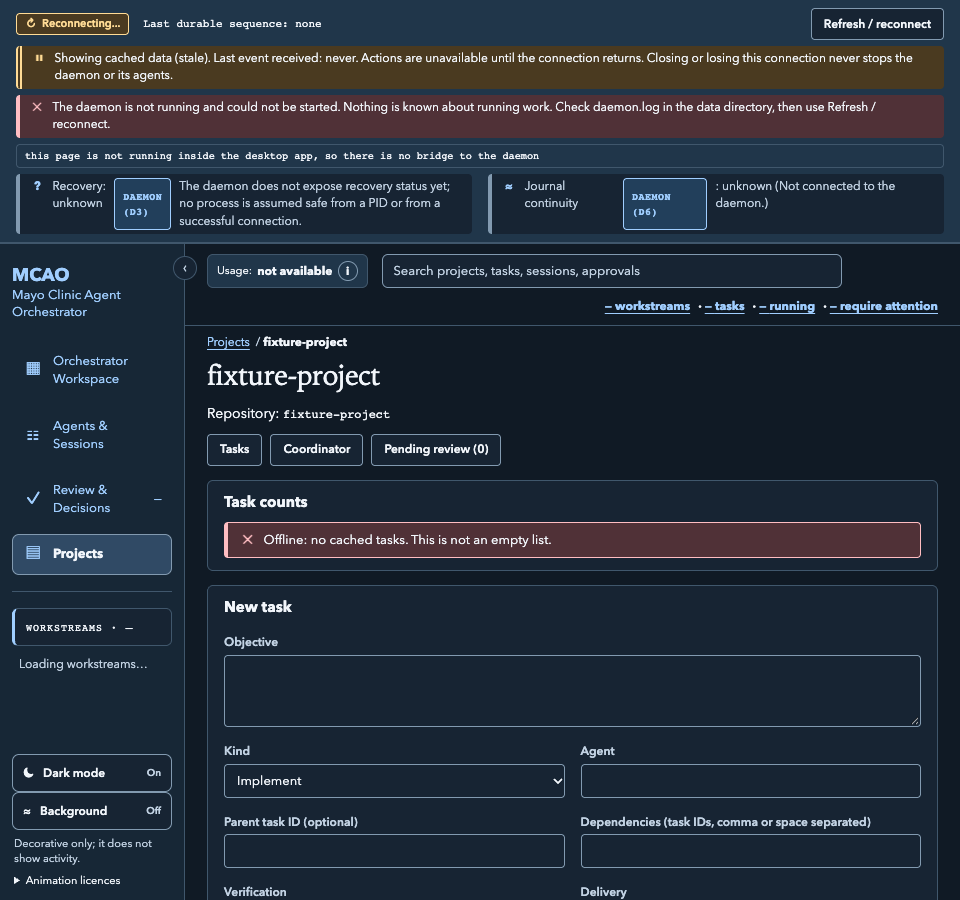 Reconnecting...
Last durable sequence: none
Refresh / reconnect
Showing cached data (stale). Last event received: never. Actions are unavailable until the connection returns. Closing or losing this connection never stops the
daemon or its agents.
The daemon is not running and could not be started. Nothing is known about running work. Check daemon.log in the data directory, then use Refresh /
reconnect.
this page is not running inside the desktop app, so there is no bridge to the daemon
? Recovery:
unknown
DAEMON
(D3)
The daemon does not expose recovery status yet;
no process is assumed safe from a PID or from a
successful connection.
≈ Journal
continuity
DAEMON
(D6)
: unknown (Not connected to the
daemon.)
MCAO
Mayo Clinic Agent
Orchestrator
‹
Usage: not available i
Search projects, tasks, sessions, approvals
– workstreams • – tasks • – running • – require attention
Orchestrator
Workspace
Agents &
Sessions
Review &
Decisions
–
Projects
WORKSTREAMS · –
Loading workstreams…
Dark mode On
≈ Background Off
Decorative only; it does not
show activity.
Animation licences
Projects / fixture-project
fixture-project
Repository: fixture-project
Tasks
Coordinator
Pending review (0)
Task counts
Offline: no cached tasks. This is not an empty list.
New task
Objective
Kind
Agent
Implement
Parent task ID (optional)
Dependencies (task IDs, comma or space separated)
Verification
Delivery